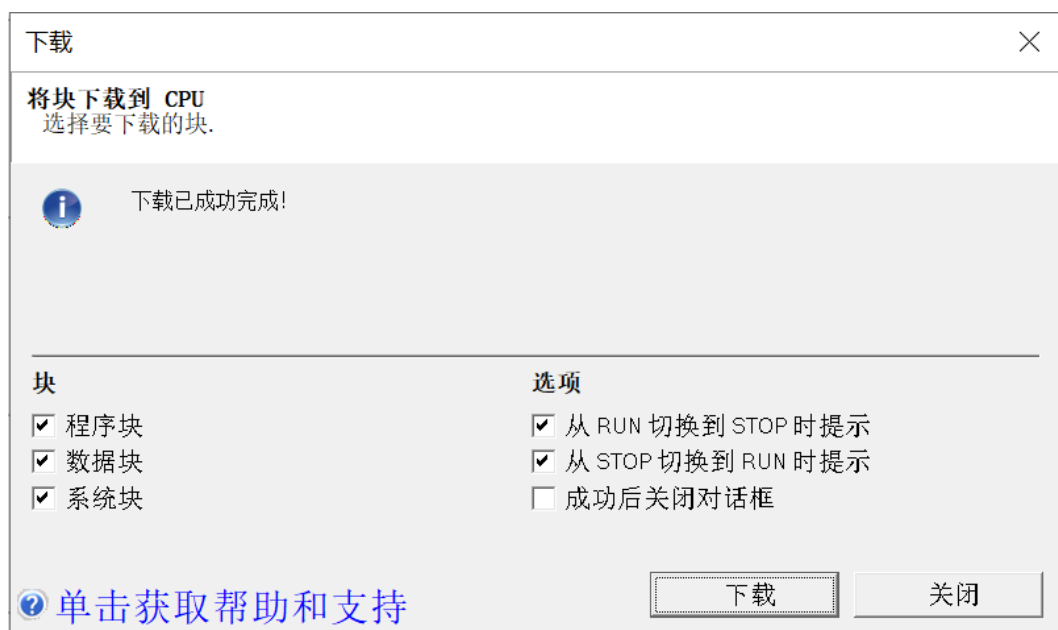 下载
将块下载到 CPU
选择要下载的块.
下载已成功完成!
块
选项
程序块
从 RUN 切换到 STOP 时提示
数据块
从 STOP 切换到 RUN 时提示
系统块
成功后关闭对话框
单击获取帮助和支持
下载
关闭